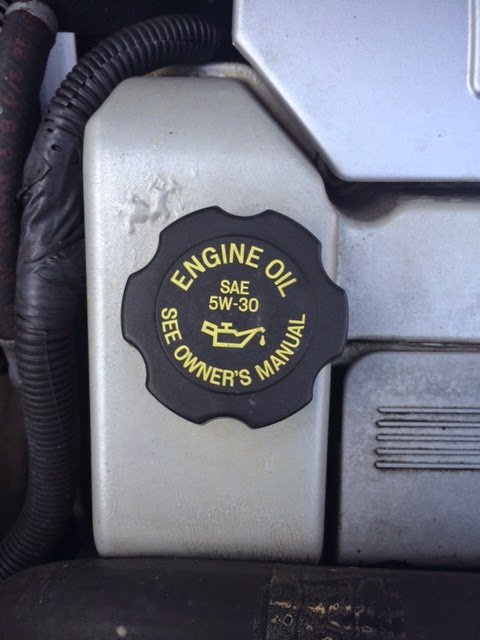 ENGINE OIL
SAE
5W-30
SEE OWNER'S MANUAL